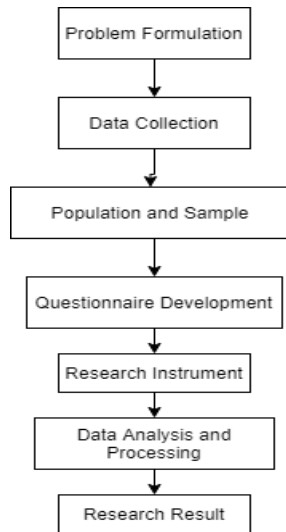 Problem Formulation
Data Collection
Population and Sample
Questionnaire Development
Research Instrument
Data Analysis and
Processing
Research Result